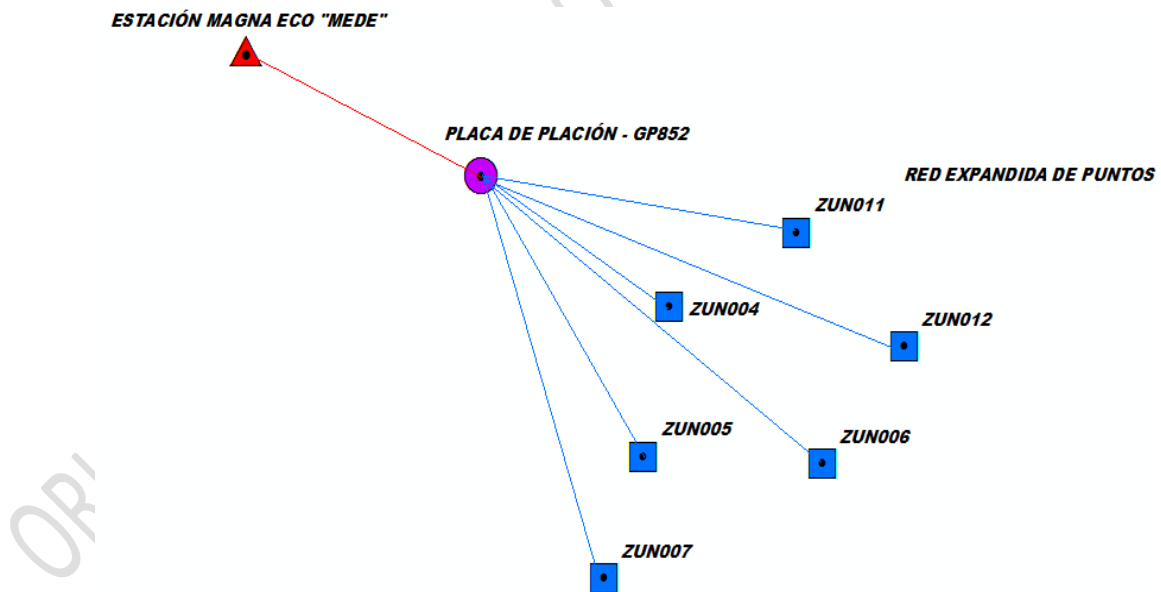 ESTACIÓN MAGNA ECO "MEDE"
PLACA DE PLACIÓN - GP852
RED EXPANDIDA DE PUNTOS
ZUN011
ZUN004
ZUN012
ZUN005
ZUN006
ZUN007